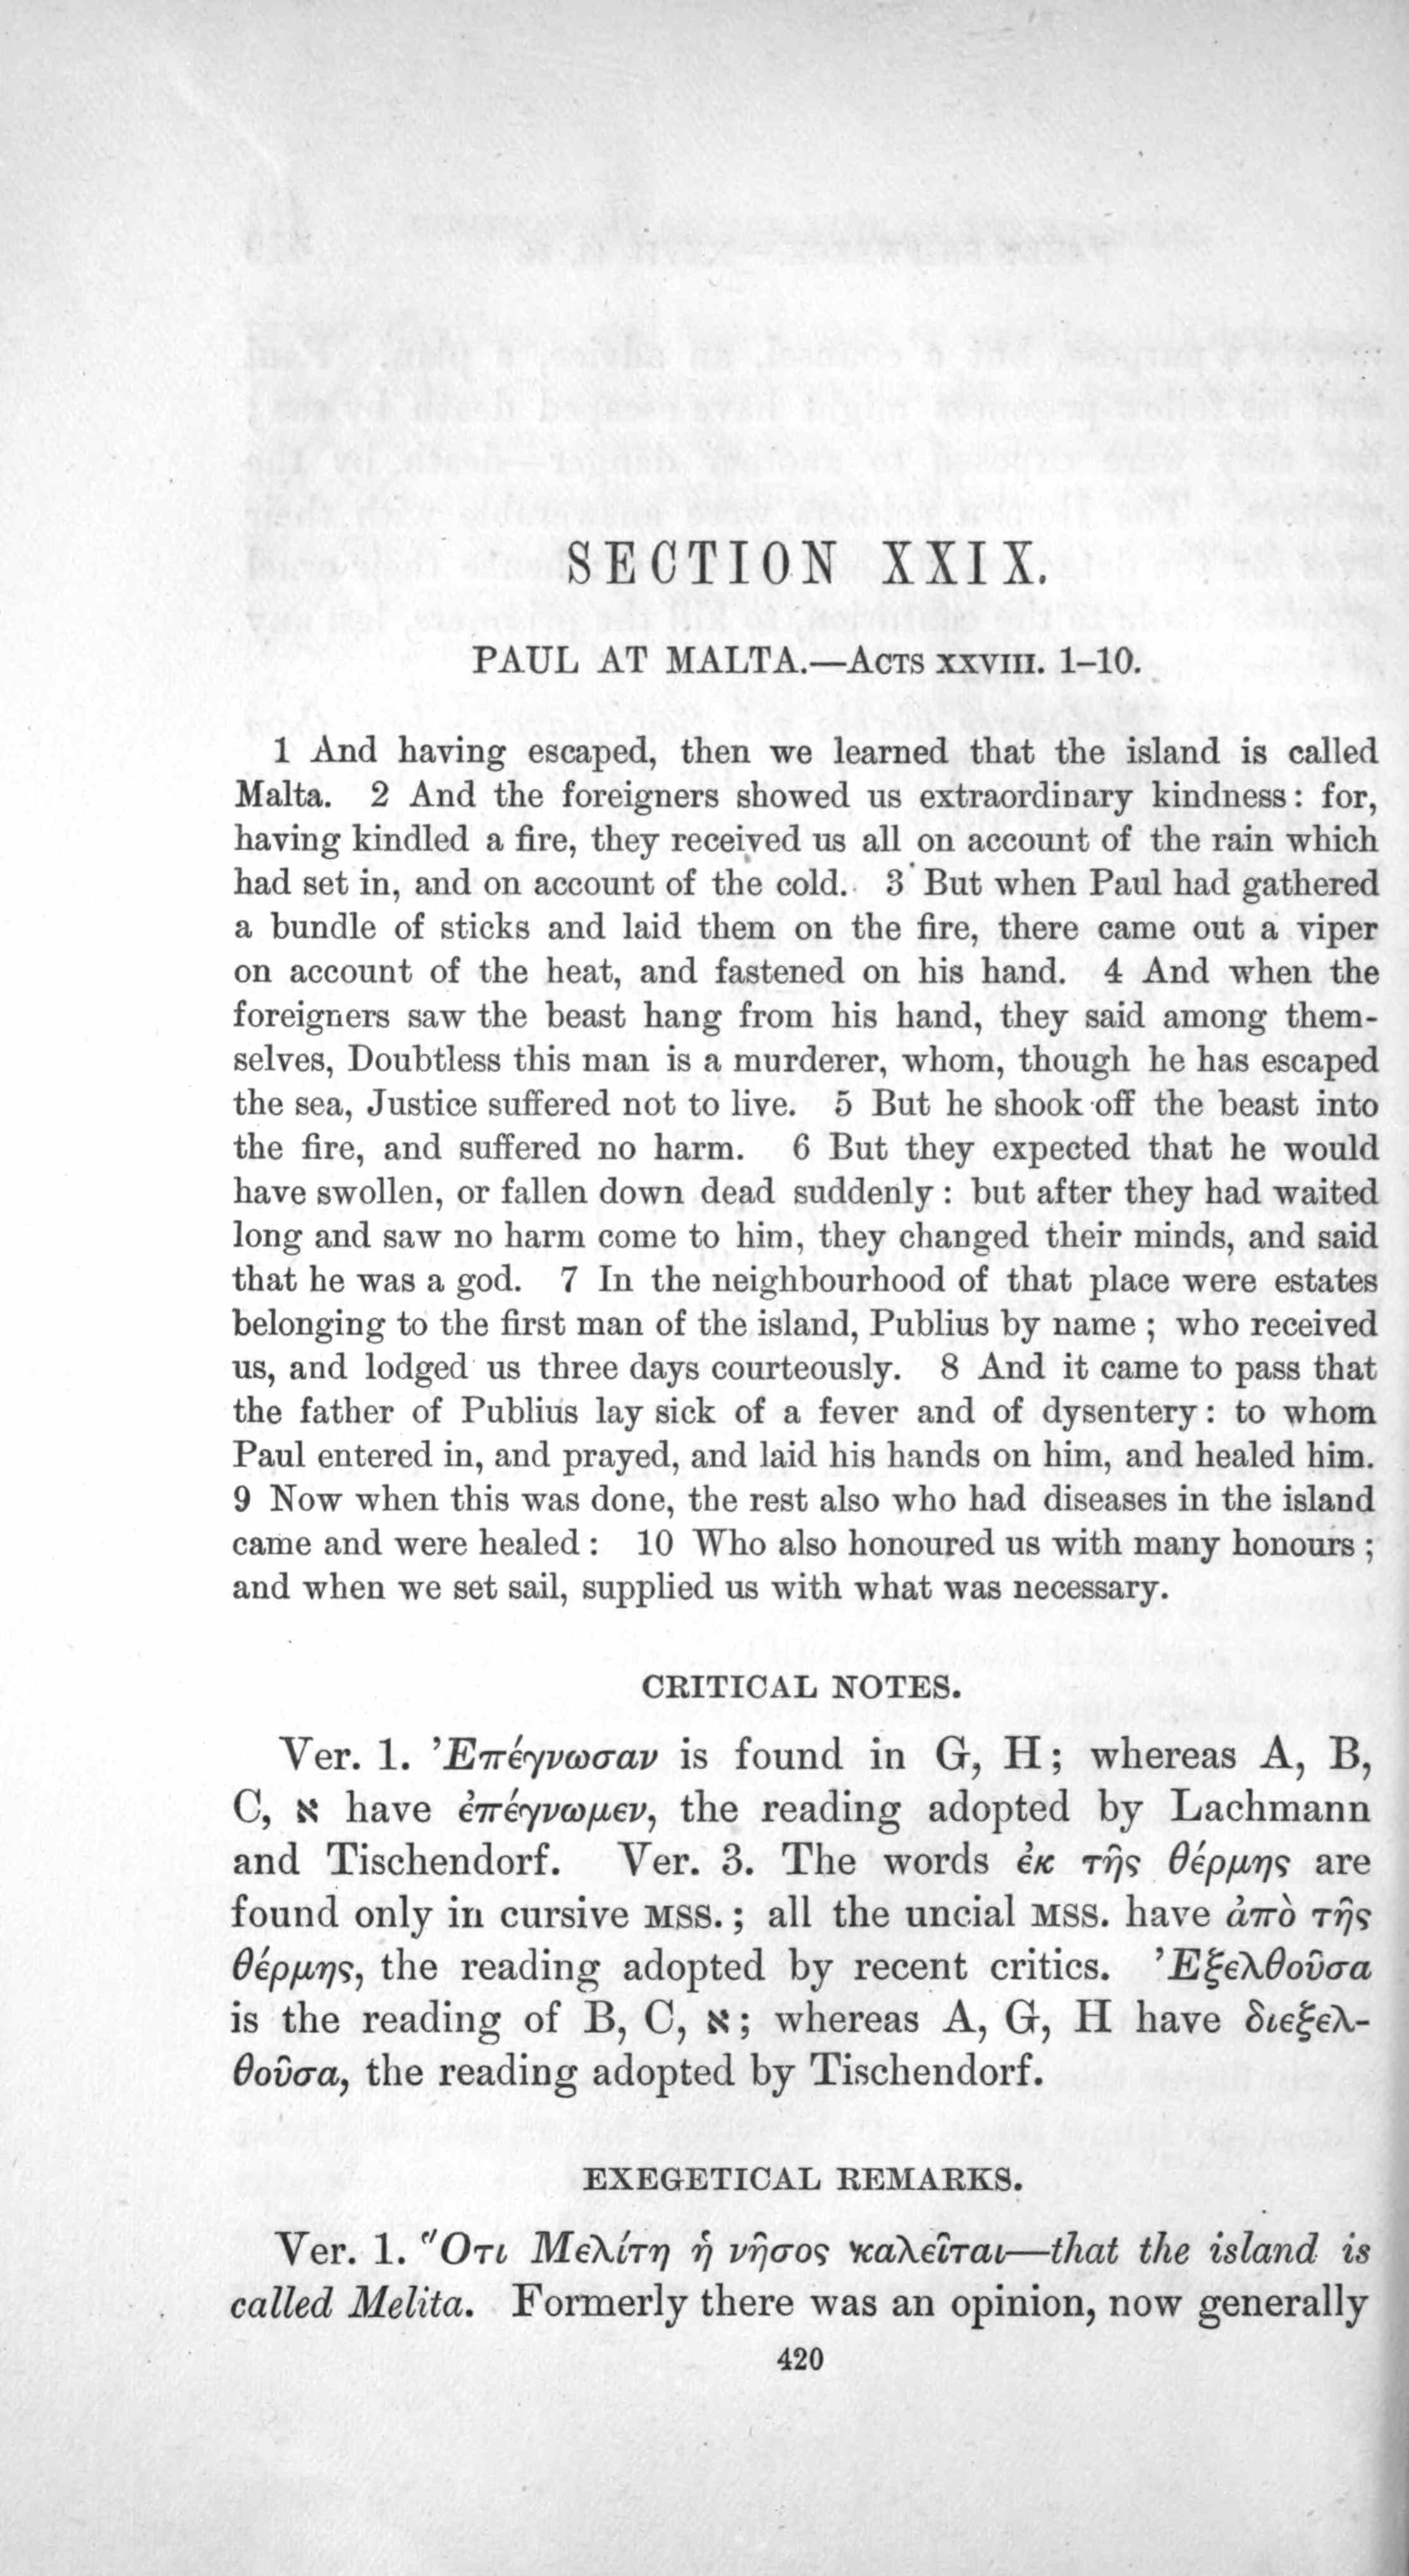 SECTION XXIX.
PAUL AT MALTA.—ACTS XXVIII. 1–10.
1 And having escaped, then we learned that the island is called
Malta. 2 And the foreigners showed us extraordinary kindness: for,
having kindled a fire, they received us all on account of the rain which
had set in, and on account of the cold. 3 But when Paul had gathered
a bundle of sticks and laid them on the fire, there came out a viper
on account of the heat, and fastened on his hand. 4 And when the
foreigners saw the beast hang from his hand, they said among them-
selves, Doubtless this man is a murderer, whom, though he has escaped
the sea, Justice suffered not to live. 5 But he shook off the beast into
the fire, and suffered no harm. 6 But they expected that he would
have swollen, or fallen down dead suddenly: but after they had waited
long and saw no harm come to him, they changed their minds, and said
that he was a god. 7 In the neighbourhood of that place were estates
belonging to the first man of the island, Publius by name; who received
us, and lodged us three days courteously. 8 And it came to pass that
the father of Publius lay sick of a fever and of dysentery: to whom
Paul entered in, and prayed, and laid his hands on him, and healed him.
9 Now when this was done, the rest also who had diseases in the island
came and were healed: 10 Who also honoured us with many honours;
and when we set sail, supplied us with what was necessary.
CRITICAL NOTES.
Ver. 1. Ἐπέγνωσαν is found in G, H; whereas A, B,
C, א have ἐπέγνωμεν, the reading adopted by Lachmann
and Tischendorf. Ver. 3. The words ἐκ τῆς θέρμης are
found only in cursive MSS.; all the uncial MSS. have ἀπὸ τῆς
θέρμης, the reading adopted by recent critics. Ἐξελθοῦσα
is the reading of B, C, א; whereas A, G, H have διεξελ-
θοῦσα, the reading adopted by Tischendorf.
EXEGETICAL REMARKS.
Ver. 1. Ὅτι Μελίτη ἡ νῆσος καλεῖται—that the island is
called Melita. Formerly there was an opinion, now generally
420